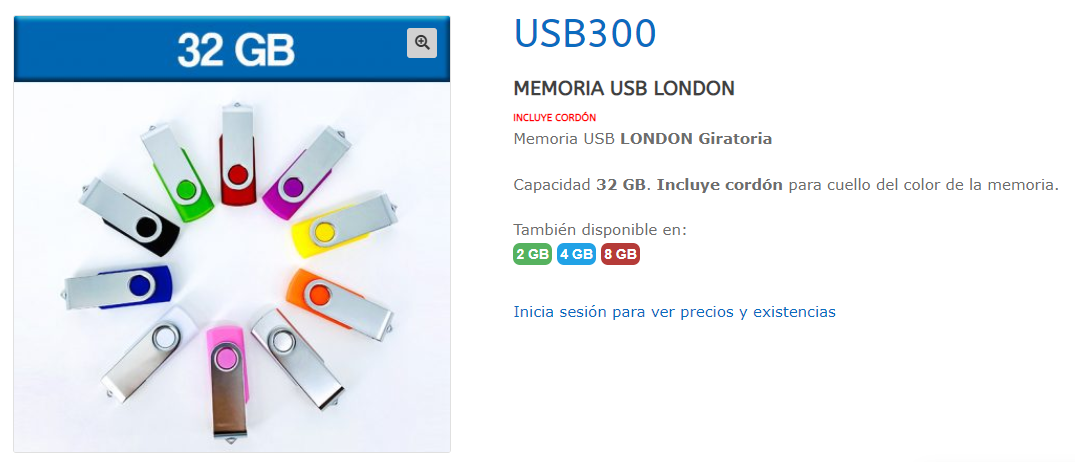 32 GB
USB300
MEMORIA USB LONDON
INCLUYE CORDÓN
Memoria USB LONDON Giratoria
Capacidad 32 GB. Incluye cordón para cuello del color de la memoria.
También disponible en:
2 GB 4 GB 8 GB
Inicia sesión para ver precios y existencias